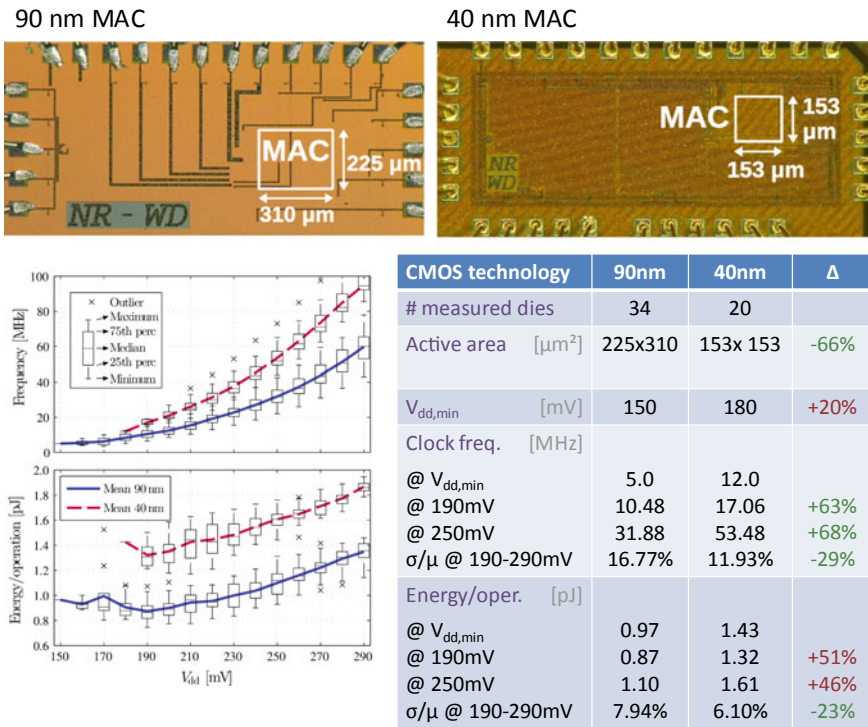 90 nm MAC
40 nm MAC
MAC
225 µm
310 µm
NR - WD
MAC
153
µm
153 µm
NR
WD
Frequency [MHz]
100
80
60
40
20
0
× Outlier
Maximum
75th perc
Median
25th perc
Minimum
Energy/operation [pJ]
2.0
1.8
1.6
1.4
1.2
1.0
0.8
0.6
Mean 90 nm
Mean 40 nm
150 170 190 210 230 250 270 290
Vdd [mV]
CMOS technology 90nm 40nm Δ
# measured dies 34 20
Active area [µm²] 225x310 153x 153 -66%
Vdd,min [mV] 150 180 +20%
Clock freq. [MHz]
@ Vdd,min 5.0 12.0
@ 190mV 10.48 17.06 +63%
@ 250mV 31.88 53.48 +68%
σ/µ @ 190-290mV 16.77% 11.93% -29%
Energy/oper. [pJ]
@ Vdd,min 0.97 1.43
@ 190mV 0.87 1.32 +51%
@ 250mV 1.10 1.61 +46%
σ/µ @ 190-290mV 7.94% 6.10% -23%